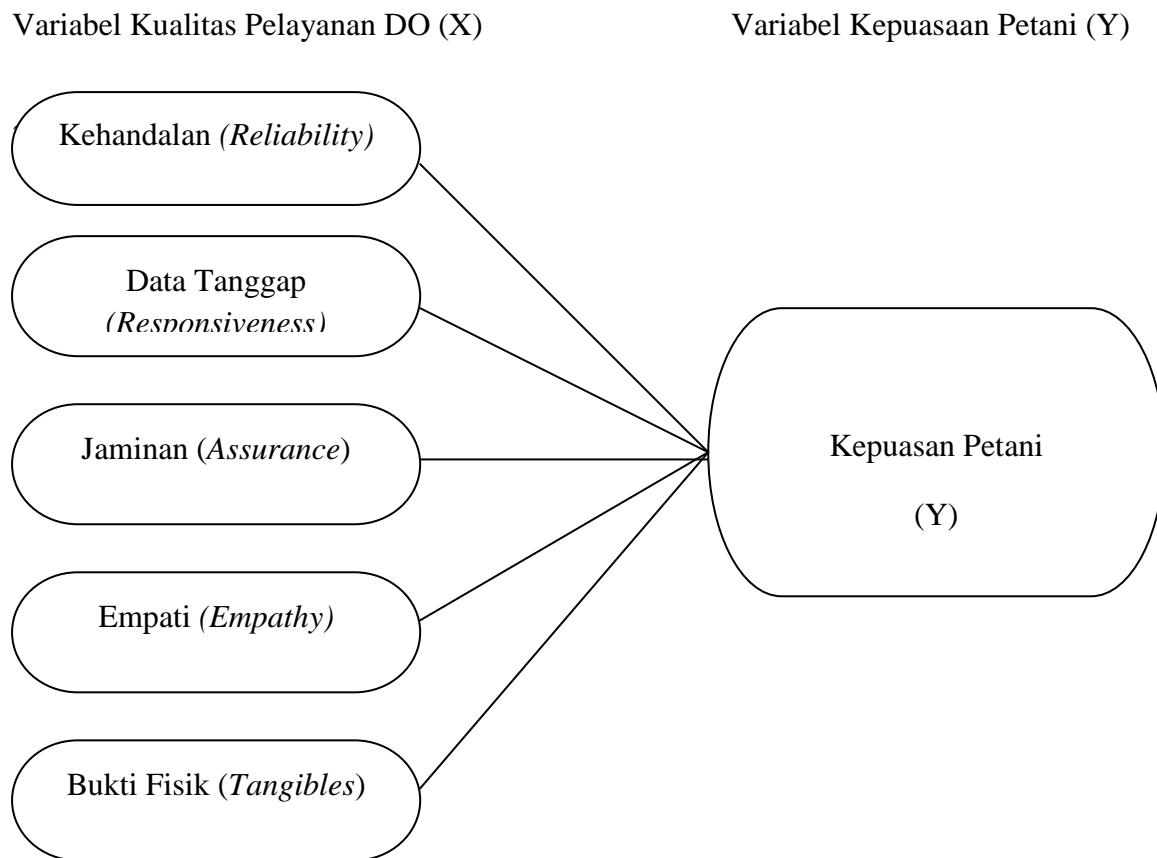 Variabel Kualitas Pelayanan DO (X)
Variabel Kepuasaan Petani (Y)
Kehandalan (Reliability)
Data Tanggap
(Responsiveness)
Jaminan (Assurance)
Empati (Empathy)
Bukti Fisik (Tangibles)
Kepuasan Petani
(Y)